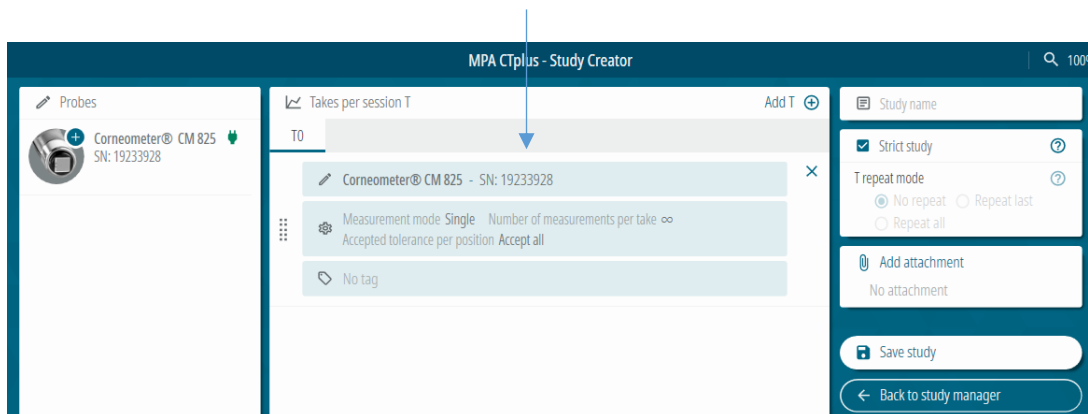 MPA CTplus - Study Creator
Probes
Corneometer® CM 825
SN: 19233928
Takes per session T
Add T
T0
Corneometer® CM 825 - SN: 19233928
Measurement mode Single Number of measurements per take ∞
Accepted tolerance per position Accept all
No tag
Study name
Strict study
T repeat mode
No repeat Repeat last
Repeat all
Add attachment
No attachment
Save study
Back to study manager